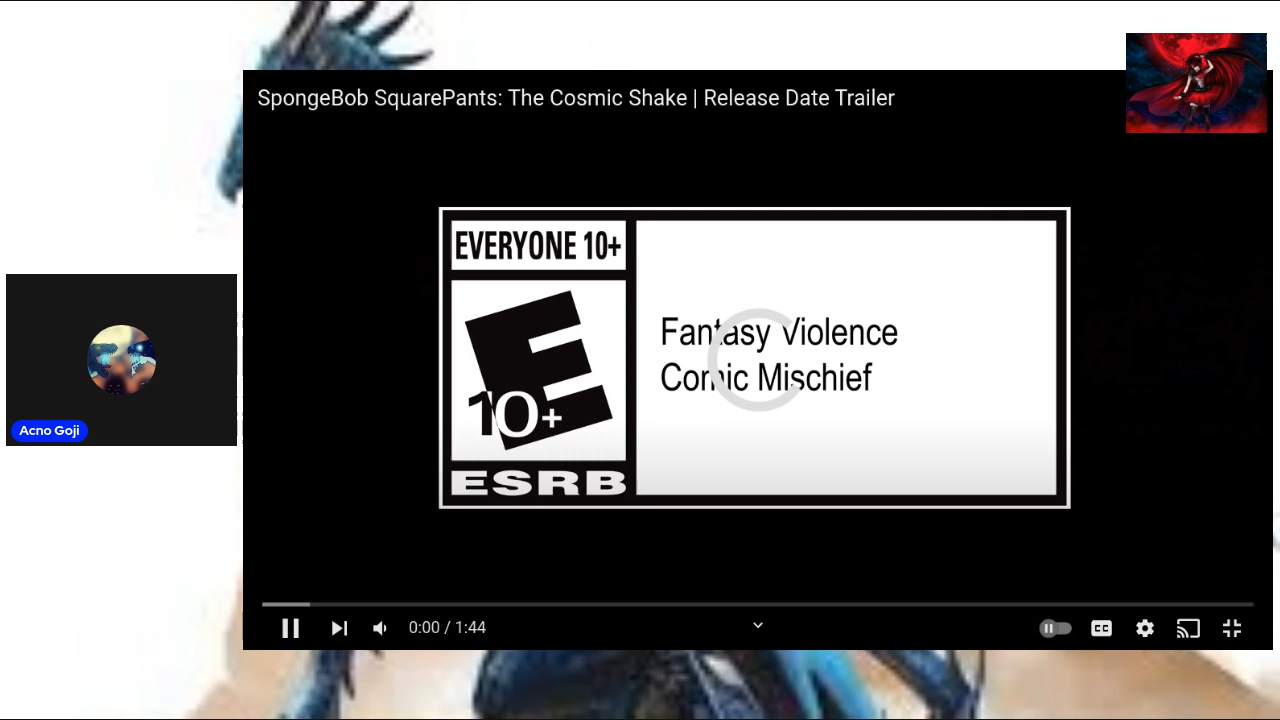 SpongeBob SquarePants: The Cosmic Shake | Release Date Trailer
EVERYONE 10+
E
10+
ESRB
Fantasy Violence
Comic Mischief
Acno Goji
0:00 / 1:44
CC